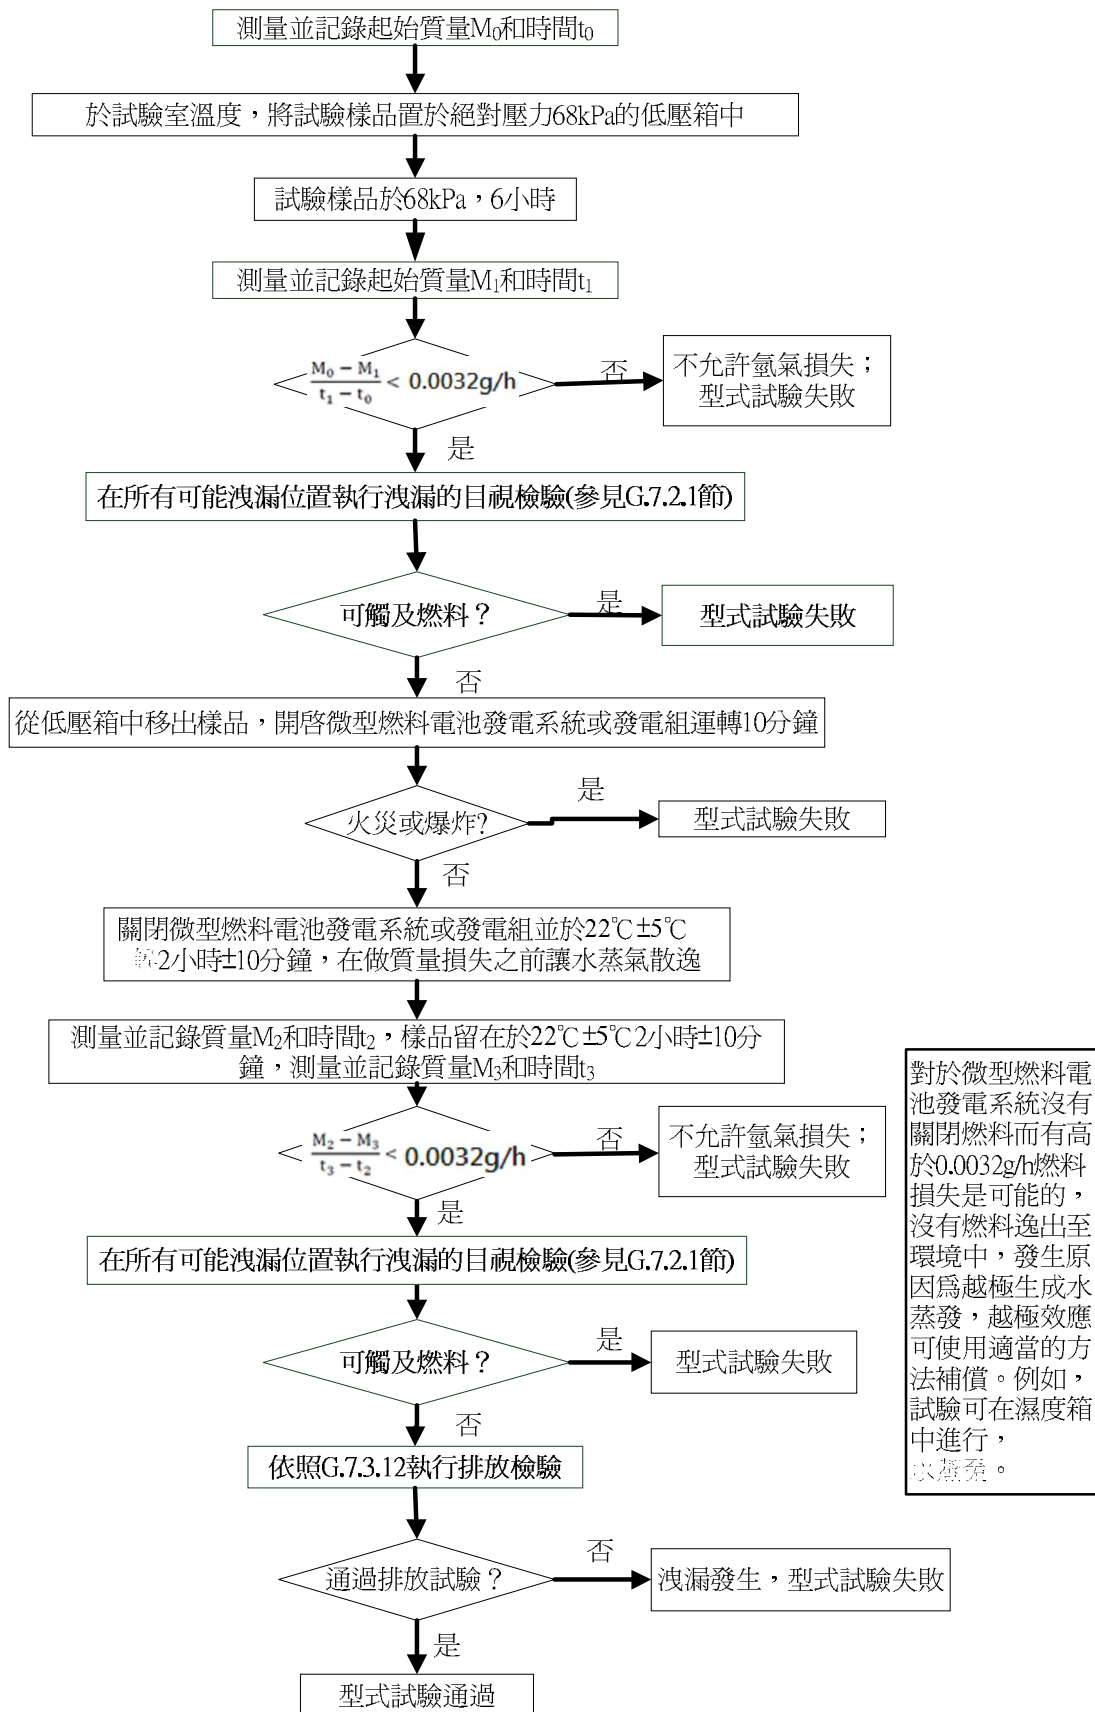 測量並記錄起始質量M₀和時間t₀
於試驗室溫度，將試驗樣品置於絕對壓力68kPa的低壓箱中
試驗樣品於68kPa，6小時
測量並記錄起始質量M₁和時間t₁
(M₀ − M₁)/(t₁ − t₀) < 0.0032g/h
否
不允許氫氣損失；
型式試驗失敗
是
在所有可能洩漏位置執行洩漏的目視檢驗(參見G.7.2.1節)
可觸及燃料？
是
型式試驗失敗
否
從低壓箱中移出樣品，開啓微型燃料電池發電系統或發電組運轉10分鐘
火災或爆炸?
是
型式試驗失敗
否
關閉微型燃料電池發電系統或發電組並於22℃±5℃
2小時±10分鐘，在做質量損失之前讓水蒸氣散逸
測量並記錄質量M₂和時間t₂，樣品留在於22℃±5℃2小時±10分
鐘，測量並記錄質量M₃和時間t₃
(M₂ − M₃)/(t₃ − t₂) < 0.0032g/h
否
不允許氫氣損失；
型式試驗失敗
是
在所有可能洩漏位置執行洩漏的目視檢驗(參見G.7.2.1節)
可觸及燃料？
是
型式試驗失敗
否
依照G.7.3.12執行排放檢驗
通過排放試驗？
否
洩漏發生，型式試驗失敗
是
型式試驗通過
對於微型燃料電
池發電系統沒有
關閉燃料而有高
於0.0032g/h燃料
損失是可能的，
沒有燃料逸出至
環境中，發生原
因爲越極生成水
蒸發，越極效應
可使用適當的方
法補償。例如，
試驗可在濕度箱
中進行，